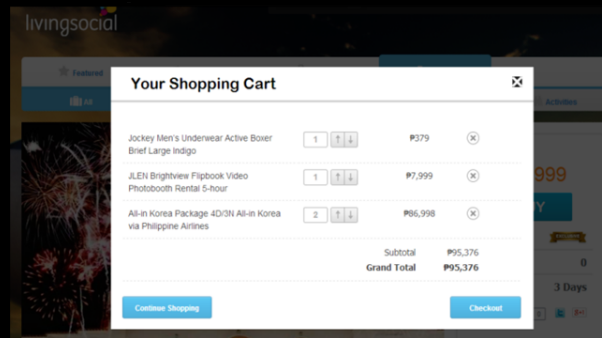 livingsocial
Featured
All
Activities
Your Shopping Cart
Jockey Men's Underwear Active Boxer
Brief Large Indigo
1
₱379
JLEN Brightview Flipbook Video
Photobooth Rental 5-hour
1
₱7,999
All-in Korea Package 4D/3N All-in Korea
via Philippine Airlines
2
₱86,998
Subtotal ₱95,376
Grand Total ₱95,376
Continue Shopping
Checkout
999
0
3 Days